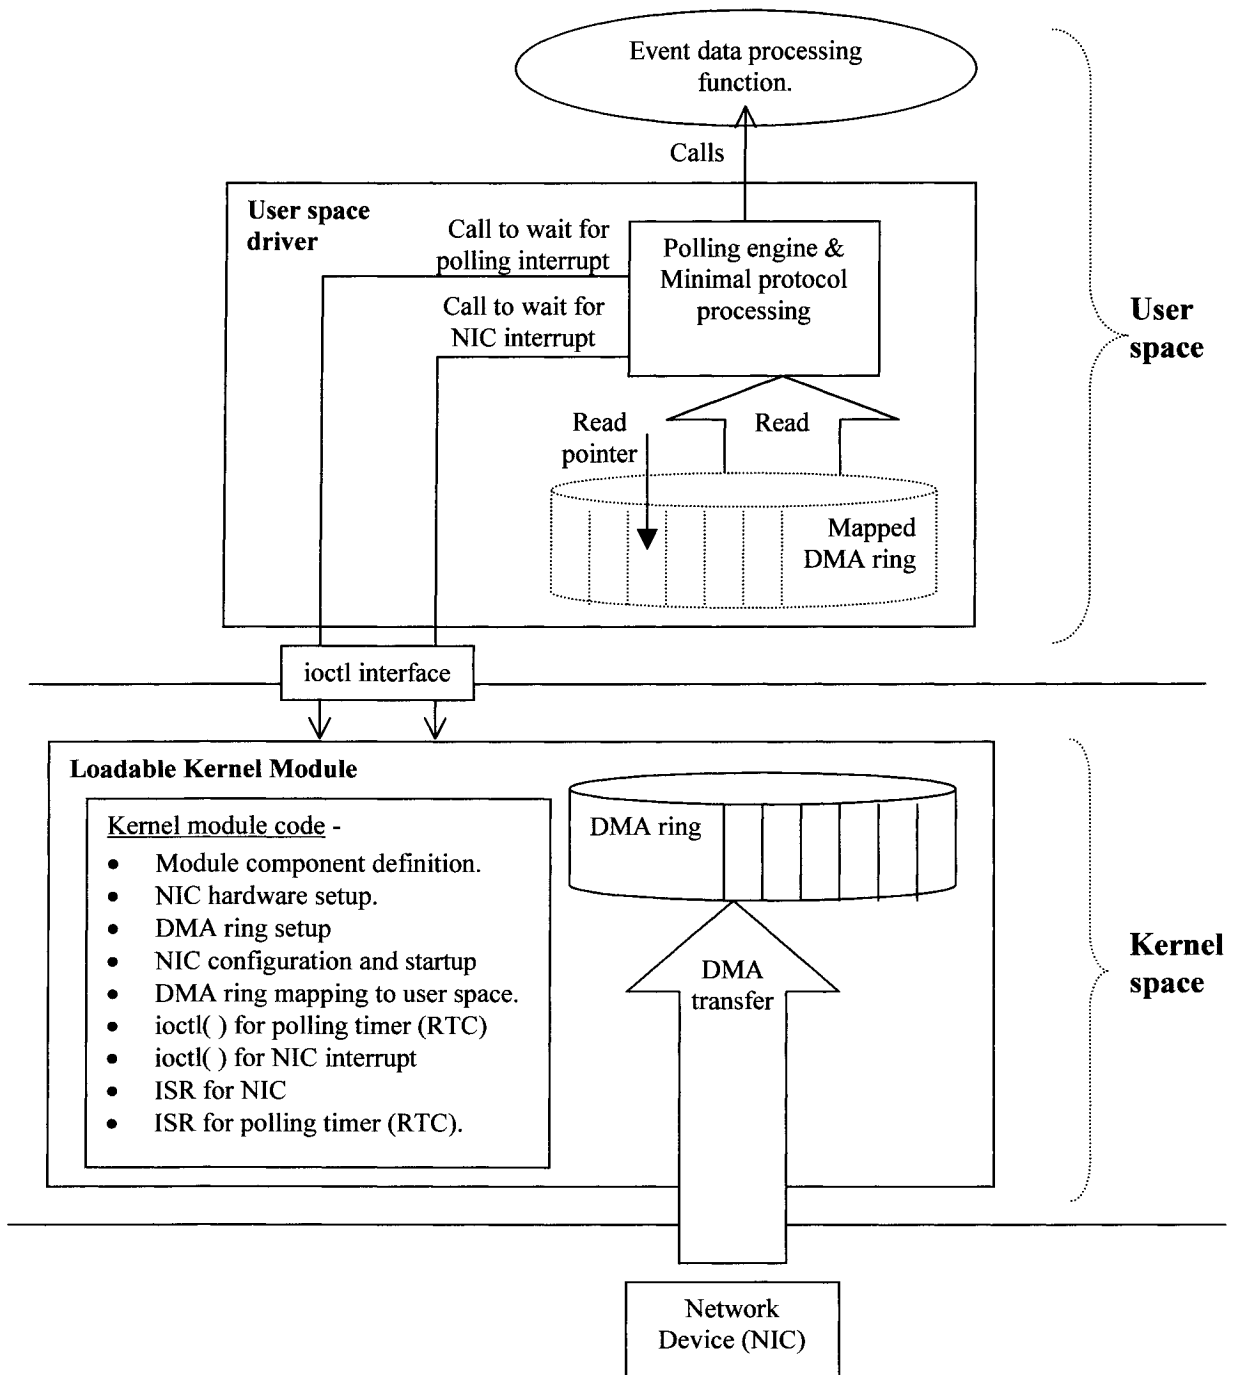 Event data processing
function.
Calls
User space
driver
Call to wait for
polling interrupt
Call to wait for
NIC interrupt
Polling engine &
Minimal protocol
processing
User
space
Read
pointer
Read
Mapped
DMA ring
ioctl interface
Loadable Kernel Module
Kernel module code -
• Module component definition.
• NIC hardware setup.
• DMA ring setup
• NIC configuration and startup
• DMA ring mapping to user space.
• ioctl( ) for polling timer (RTC)
• ioctl( ) for NIC interrupt
• ISR for NIC
• ISR for polling timer (RTC).
DMA ring
DMA
transfer
Kernel
space
Network
Device (NIC)